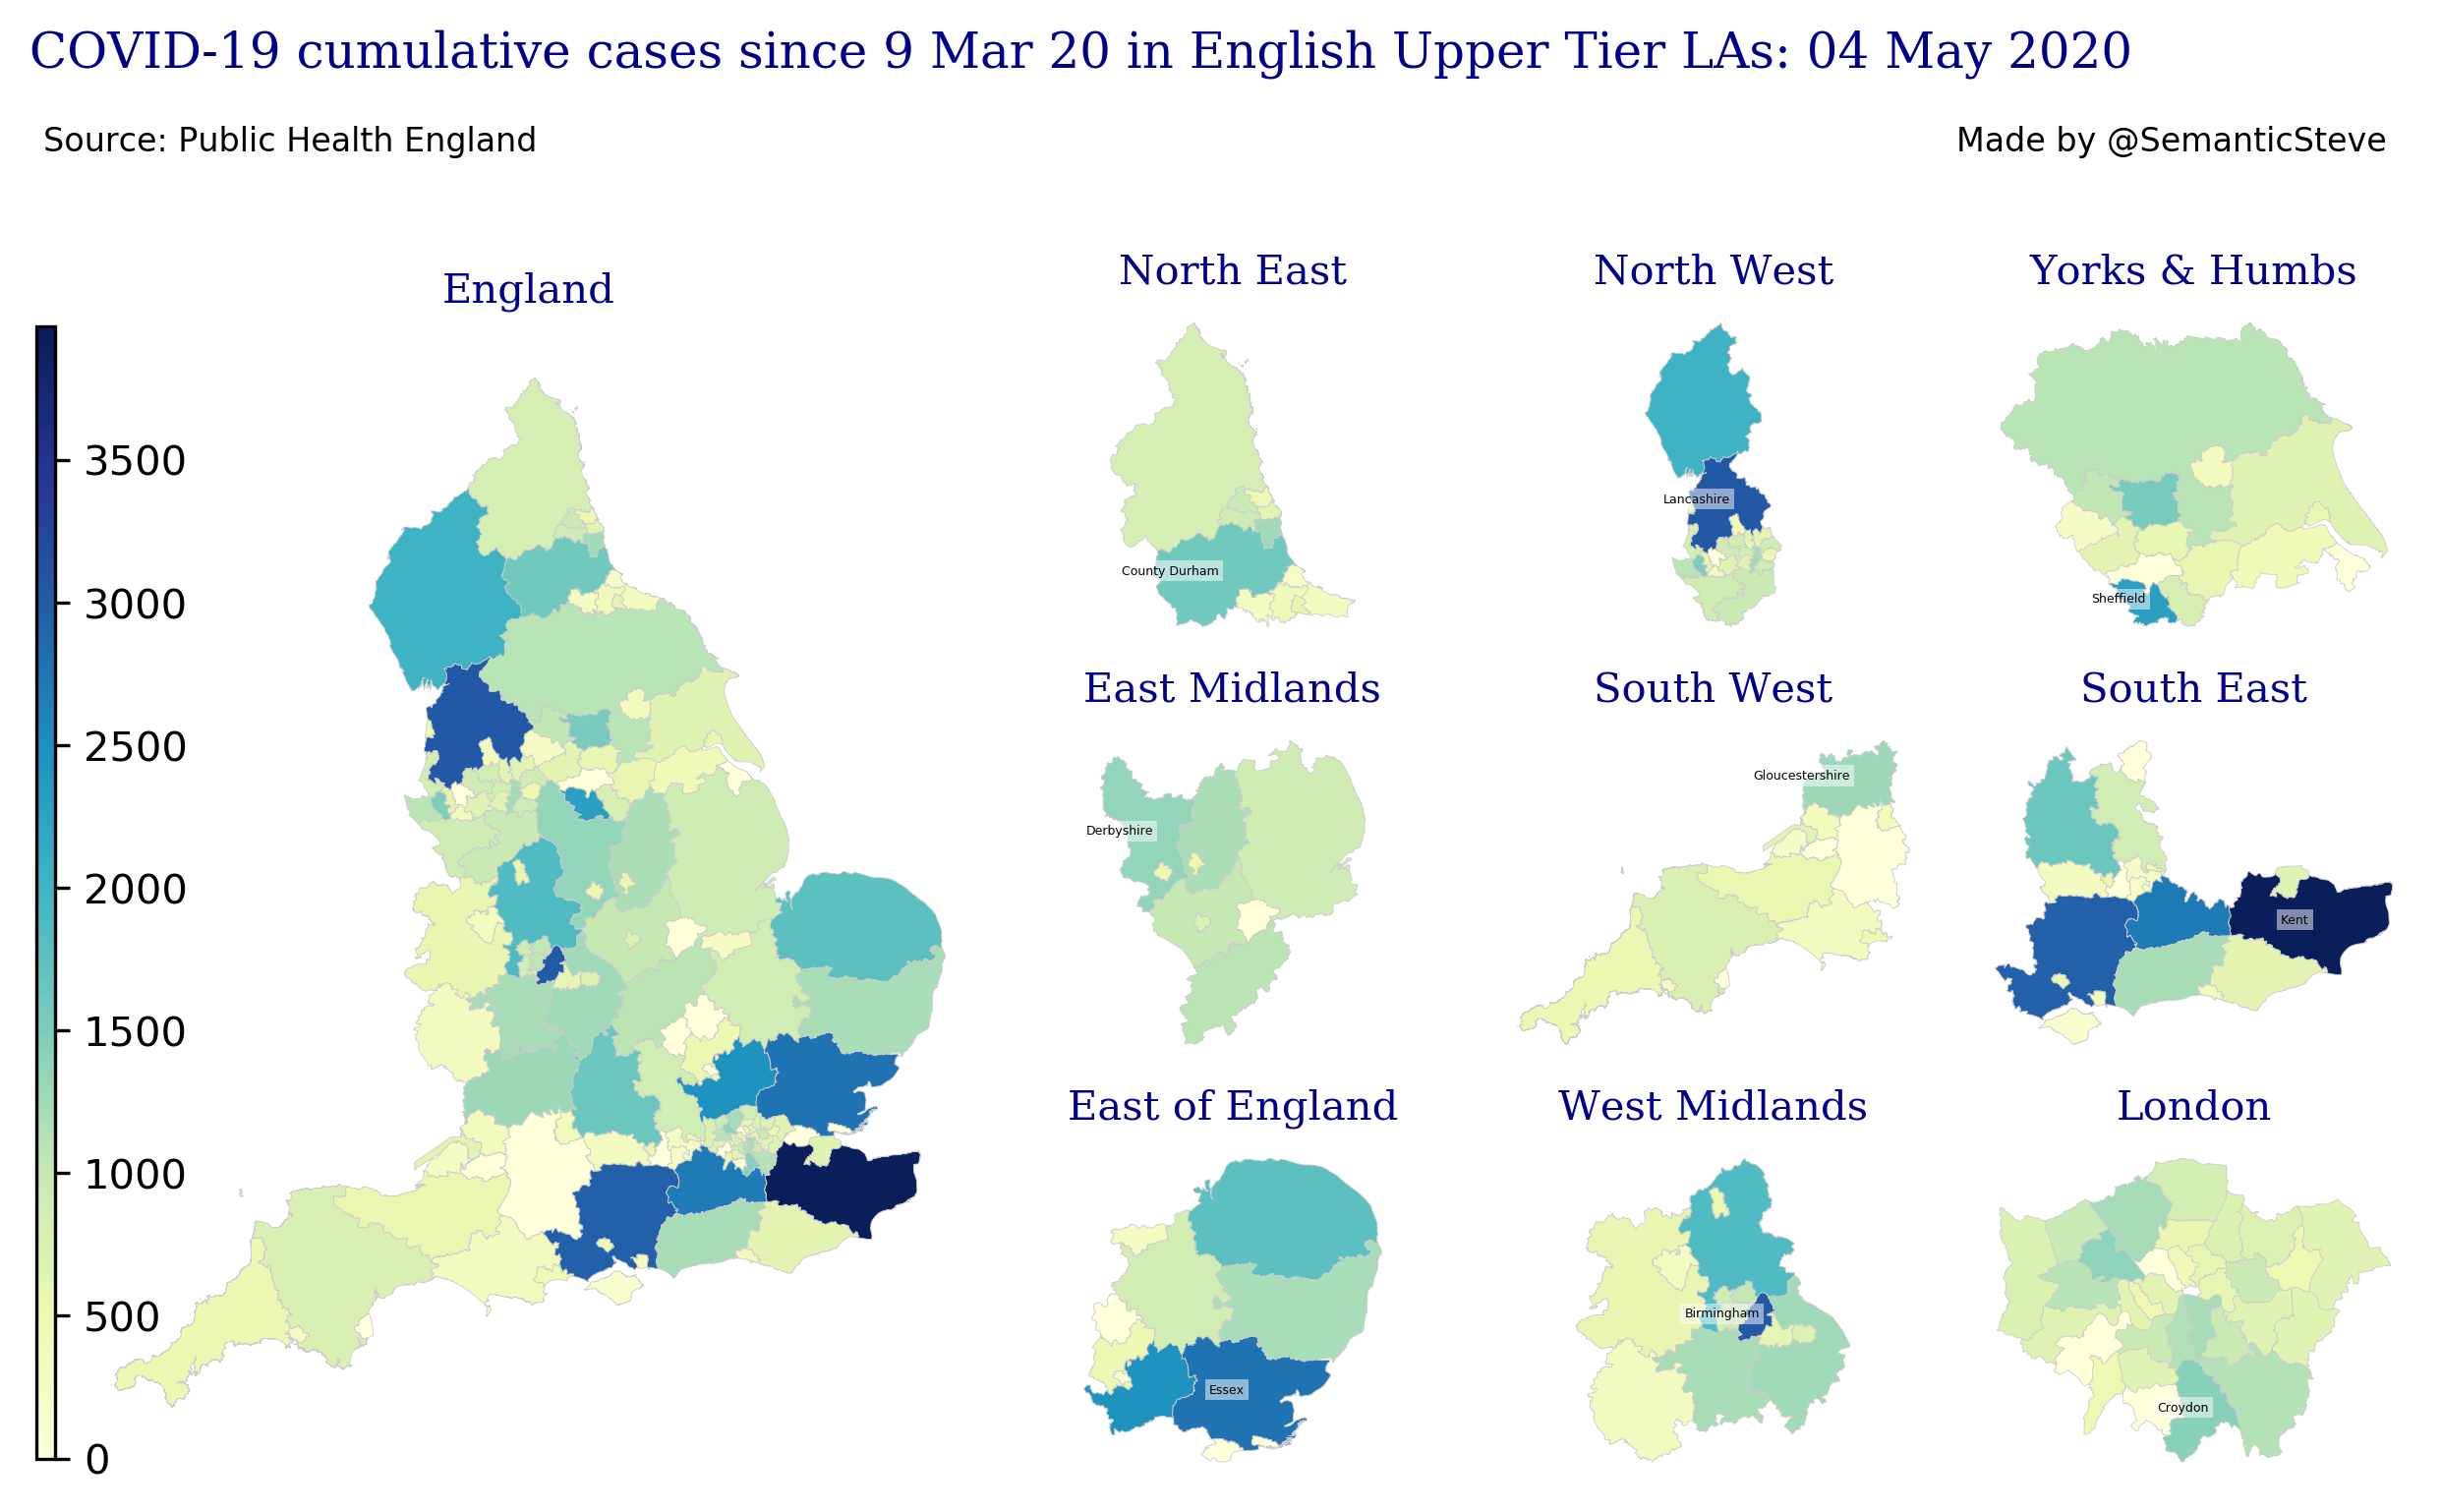 COVID-19 cumulative cases since 9 Mar 20 in English Upper Tier LAs: 04 May 2020
Source: Public Health England
Made by @SemanticSteve
England
3500
3000
2500
2000
1500
1000
500
0
North East
County Durham
North West
Lancashire
Yorks & Humbs
Sheffield
East Midlands
Derbyshire
South West
Gloucestershire
South East
Kent
East of England
Essex
West Midlands
Birmingham
London
Croydon